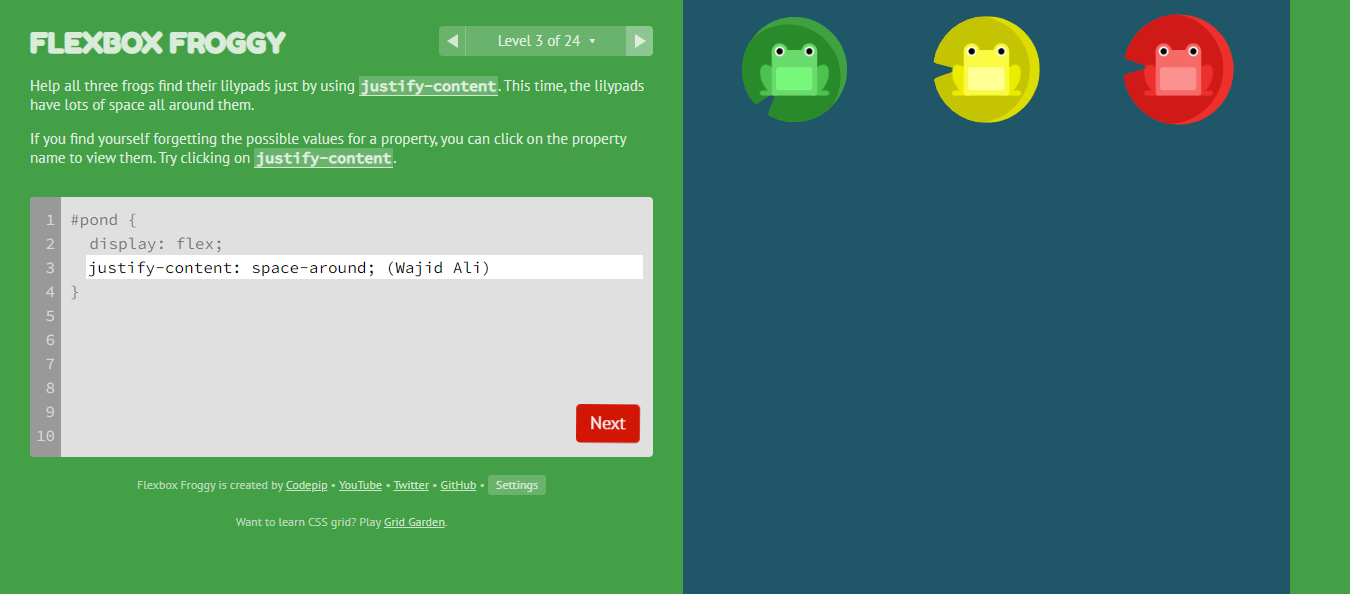 FLEXBOX FROGGY
Level 3 of 24
Help all three frogs find their lilypads just by using justify-content. This time, the lilypads
have lots of space all around them.
If you find yourself forgetting the possible values for a property, you can click on the property
name to view them. Try clicking on justify-content.
1 #pond {
2 display: flex;
3 justify-content: space-around; (Wajid Ali)
4 }
5
6
7
8
9
10
Next
Flexbox Froggy is created by Codepip • YouTube • Twitter • GitHub • Settings
Want to learn CSS grid? Play Grid Garden.